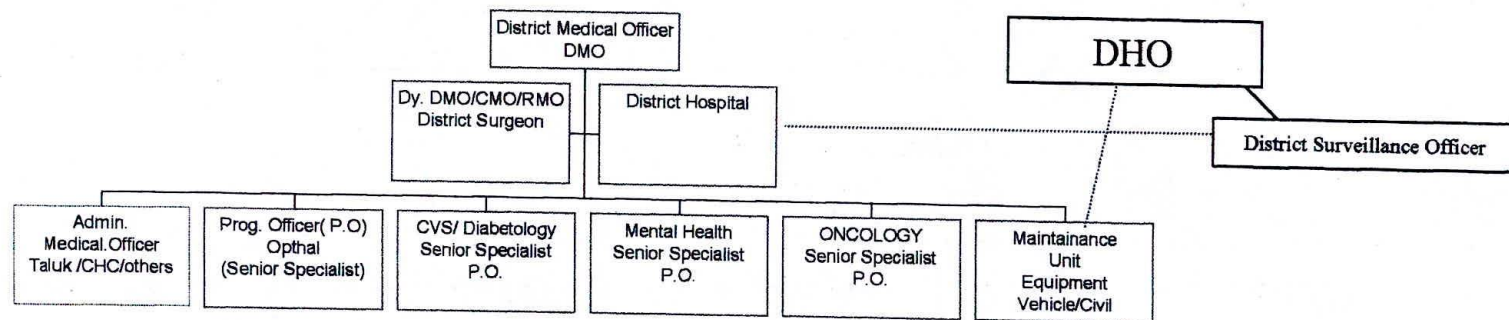 District Medical Officer
DMO
DHO
Dy. DMO/CMO/RMO
District Surgeon
District Hospital
District Surveillance Officer
Admin.
Medical.Officer
Taluk /CHC/others
Prog. Officer( P.O)
Opthal
(Senior Specialist)
CVS/ Diabetology
Senior Specialist
P.O.
Mental Health
Senior Specialist
P.O.
ONCOLOGY
Senior Specialist
P.O.
Maintainance
Unit
Equipment
Vehicle/Civil